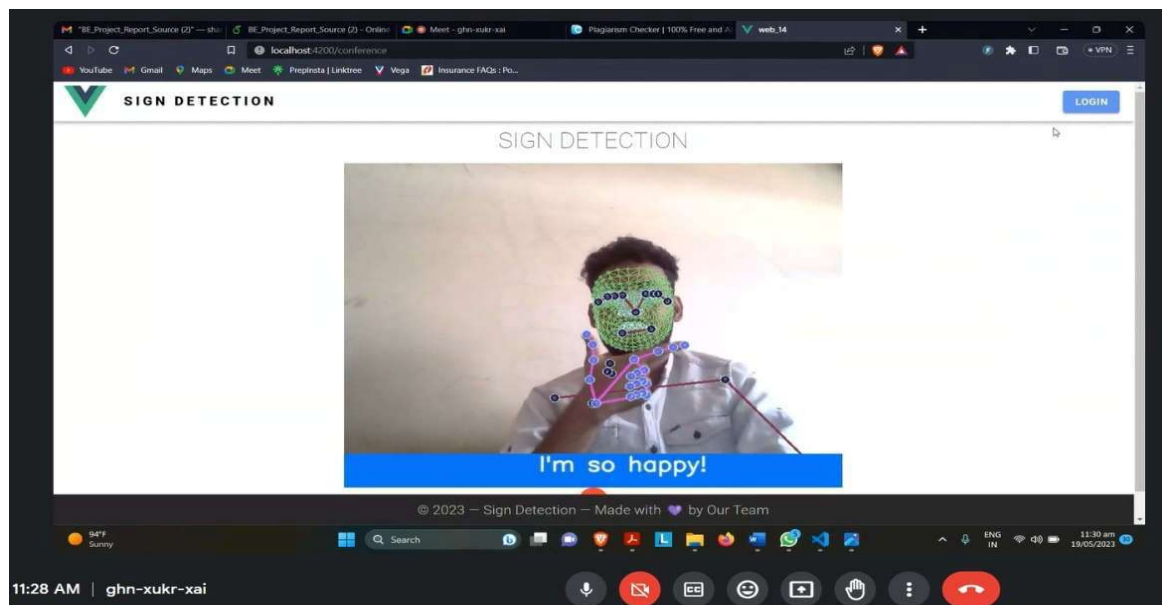 "BE_Project_Report_Source (2)" — sha
BE_Project_Report_Source (2) - Online
Meet - ghn-xukr-xai
Plagiarism Checker | 100% Free and A
web_14
localhost:4200/conference
VPN
YouTube
Gmail
Maps
Meet
PrepInsta | Linktree
Vega
Insurance FAQs : Po...
SIGN DETECTION
LOGIN
SIGN DETECTION
I'm so happy!
© 2023 — Sign Detection — Made with 💜 by Our Team
94°F
Sunny
Search
ENG
IN
11:30 am
19/05/2023
11:28 AM | ghn-xukr-xai